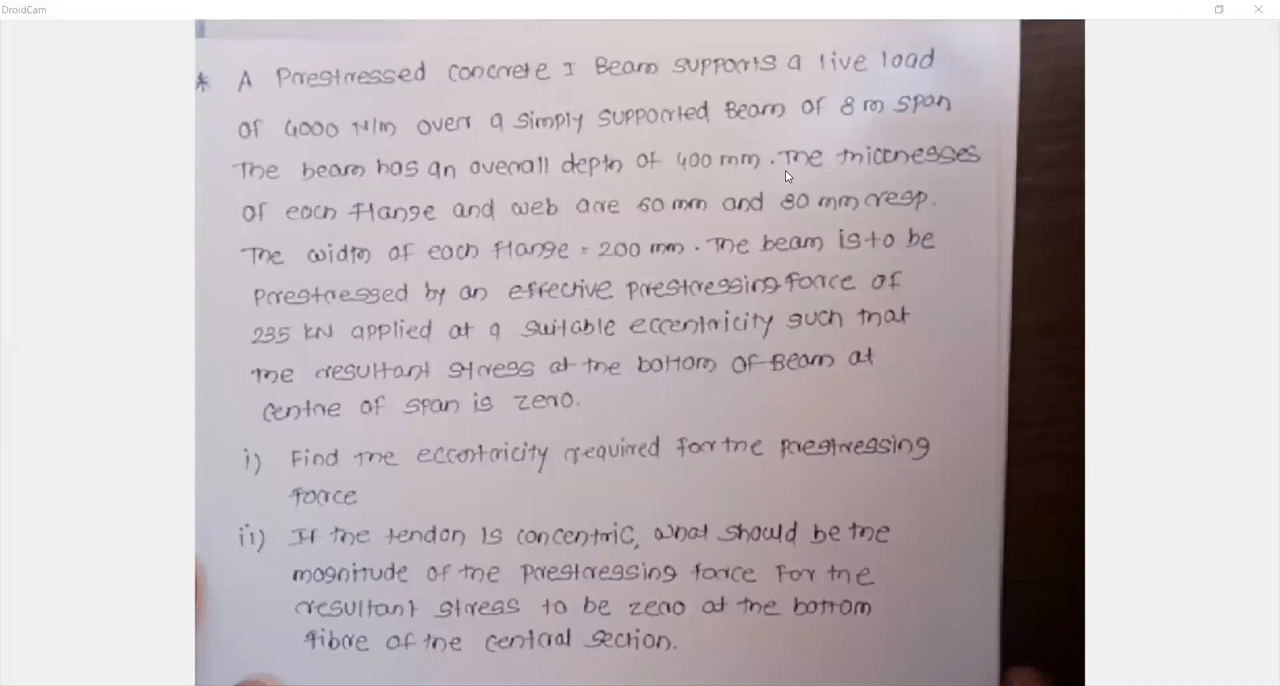 DroidCam
* A Prestressed concrete I Beam supports a live load
of 4000 N/m over a simply supported Beam of 8 m span
The beam has an overall depth of 400 mm. The thicknesses
of each flange and web are 60 mm and 80 mm resp.
The width of each flange = 200 mm. The beam is to be
prestressed by an effective prestressing force of
235 kN applied at a suitable eccentricity such that
the resultant stress at the bottom of Beam at
centre of span is zero.
i) Find the eccentricity required for the prestressing
force
ii) If the tendon is concentric, what should be the
magnitude of the prestressing force for the
resultant stress to be zero at the bottom
fibre of the central section.